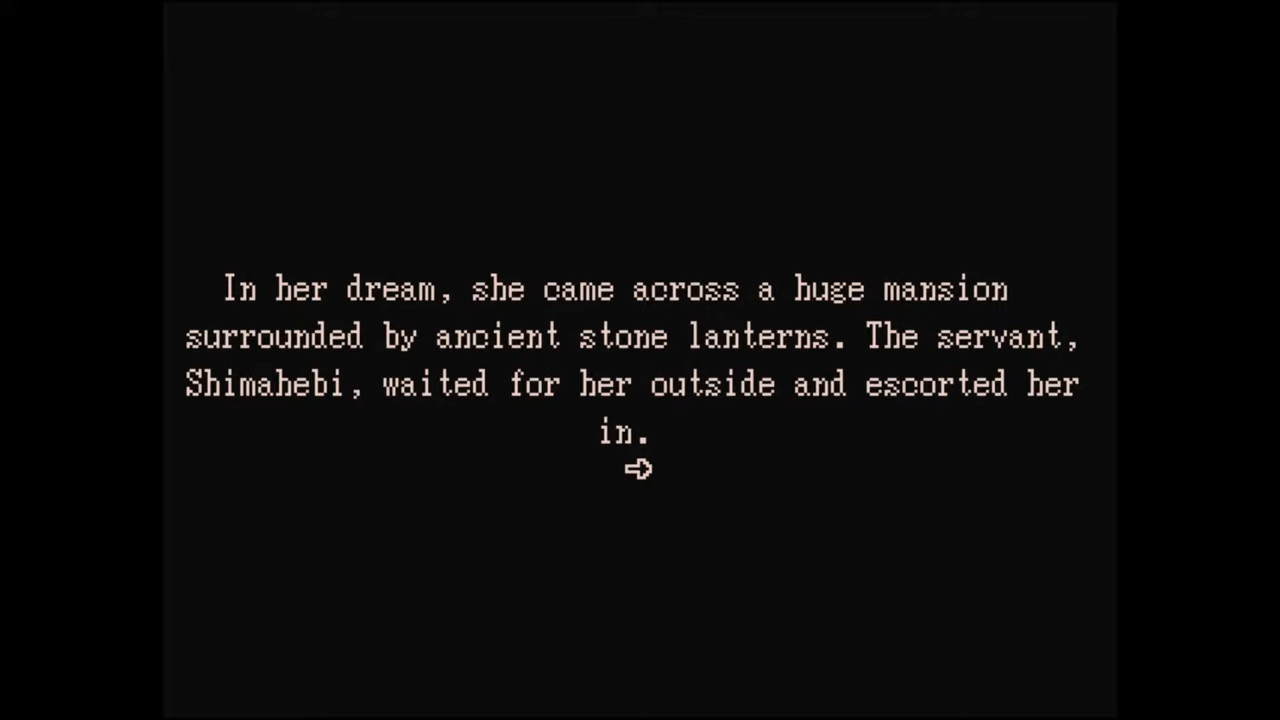 In her dream, she came across a huge mansion
surrounded by ancient stone lanterns. The servant,
Shimahebi, waited for her outside and escorted her
in.